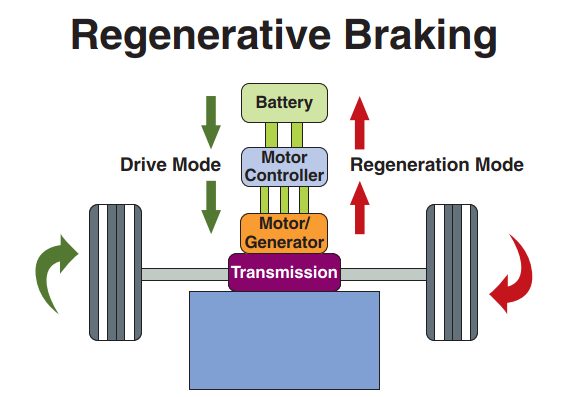 Regenerative Braking
Battery
Drive Mode
Motor
Controller
Regeneration Mode
Motor/
Generator
Transmission